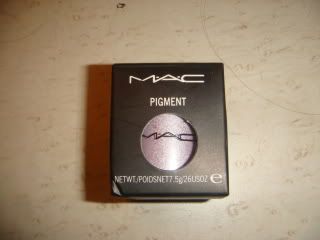 M·A·C
PIGMENT
M·A·C
NETWT./POIDSNET7.5g/26USOZ e